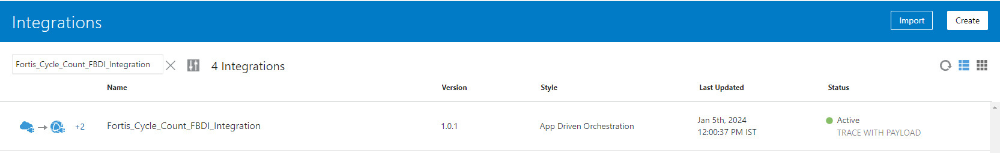 Integrations
Import
Create
Fortis_Cycle_Count_FBDI_Integration
4 Integrations
Name Version Style Last Updated Status
+2 Fortis_Cycle_Count_FBDI_Integration 1.0.1 App Driven Orchestration Jan 5th, 2024 Active
12:00:37 PM IST TRACE WITH PAYLOAD